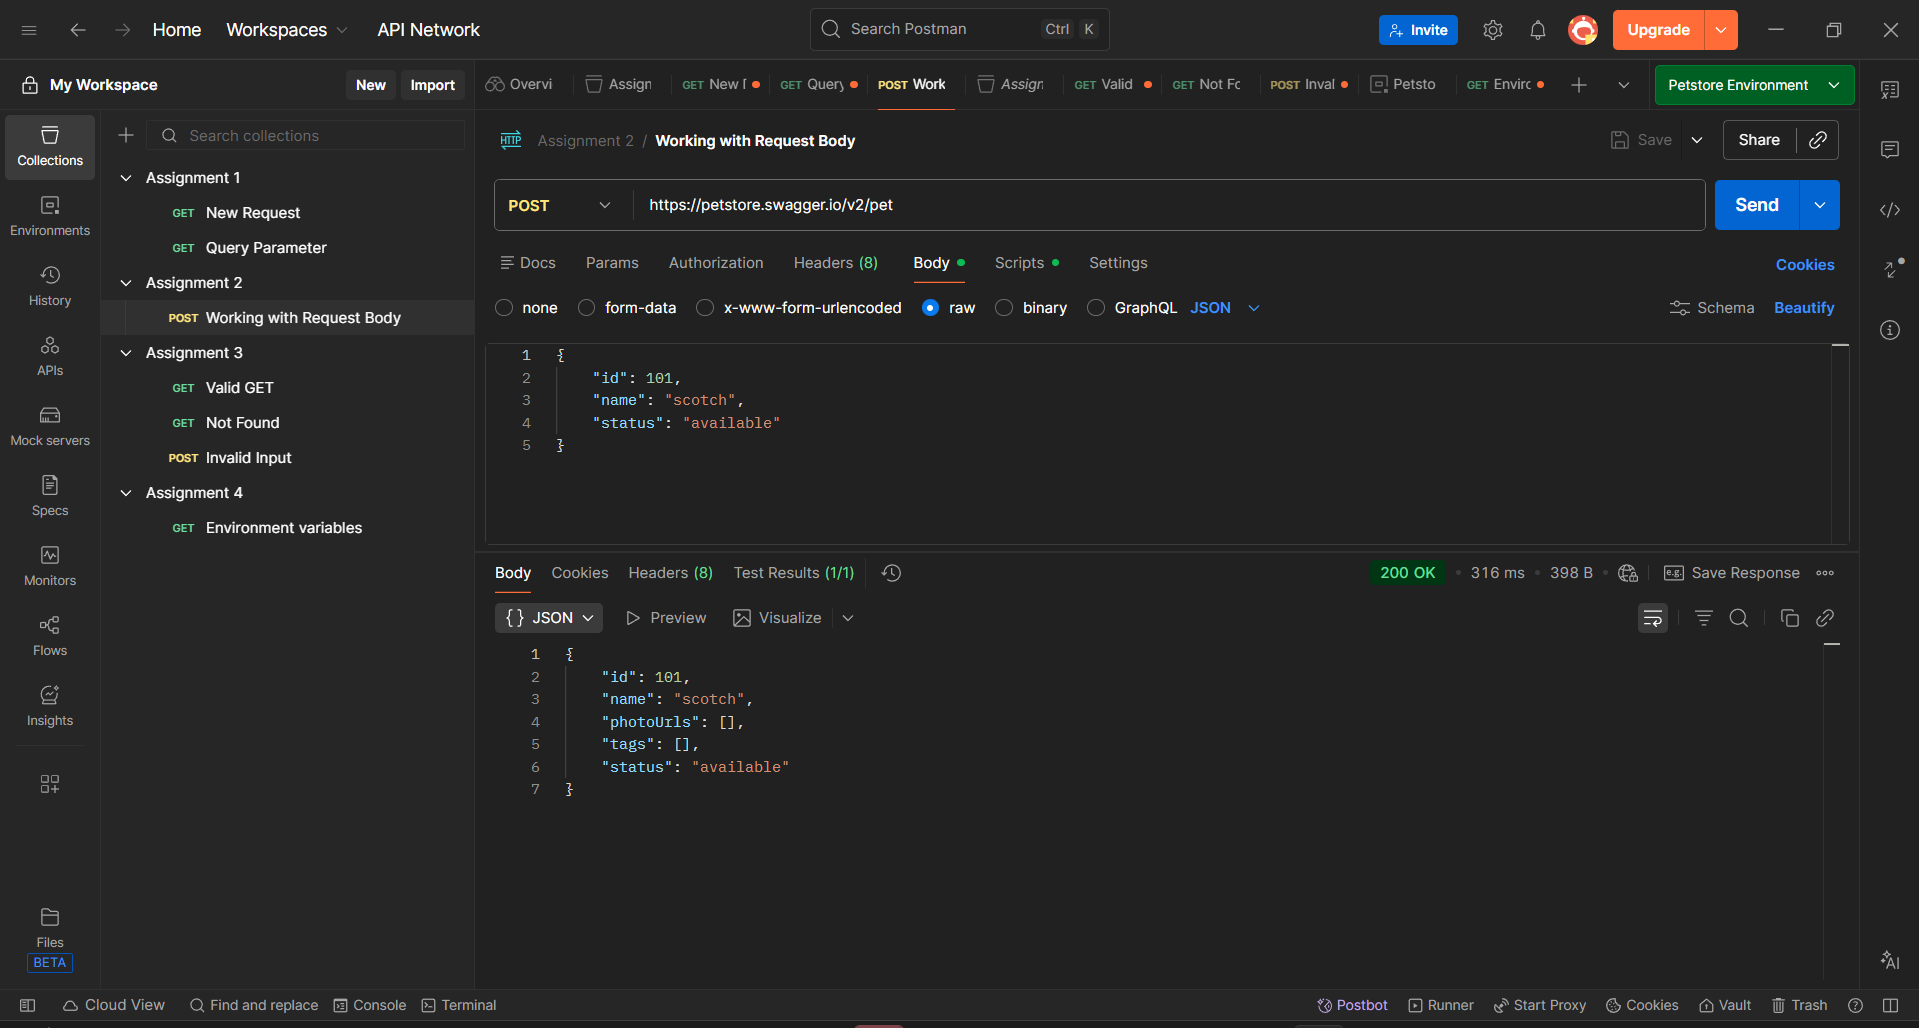 Home Workspaces API Network Search Postman Ctrl K Invite Upgrade
My Workspace New Import
Overvi Assign GET New GET Query POST Work Assign GET Valid GET Not Fc POST Inval Petsto GET Enviro Petstore Environment
Collections
Environments
History
APIs
Mock servers
Specs
Monitors
Flows
Insights
Files
BETA
Search collections
Assignment 1
GET New Request
GET Query Parameter
Assignment 2
POST Working with Request Body
Assignment 3
GET Valid GET
GET Not Found
POST Invalid Input
Assignment 4
GET Environment variables
HTTP Assignment 2 / Working with Request Body Save Share
POST https://petstore.swagger.io/v2/pet Send
Docs Params Authorization Headers (8) Body Scripts Settings Cookies
none form-data x-www-form-urlencoded raw binary GraphQL JSON Schema Beautify
1 {
2 "id": 101,
3 "name": "scotch",
4 "status": "available"
5 }
Body Cookies Headers (8) Test Results (1/1) 200 OK • 316 ms • 398 B • e.g. Save Response
{} JSON Preview Visualize
1 {
2 "id": 101,
3 "name": "scotch",
4 "photoUrls": [],
5 "tags": [],
6 "status": "available"
7 }
AI
Cloud View Find and replace Console Terminal Postbot Runner Start Proxy Cookies Vault Trash